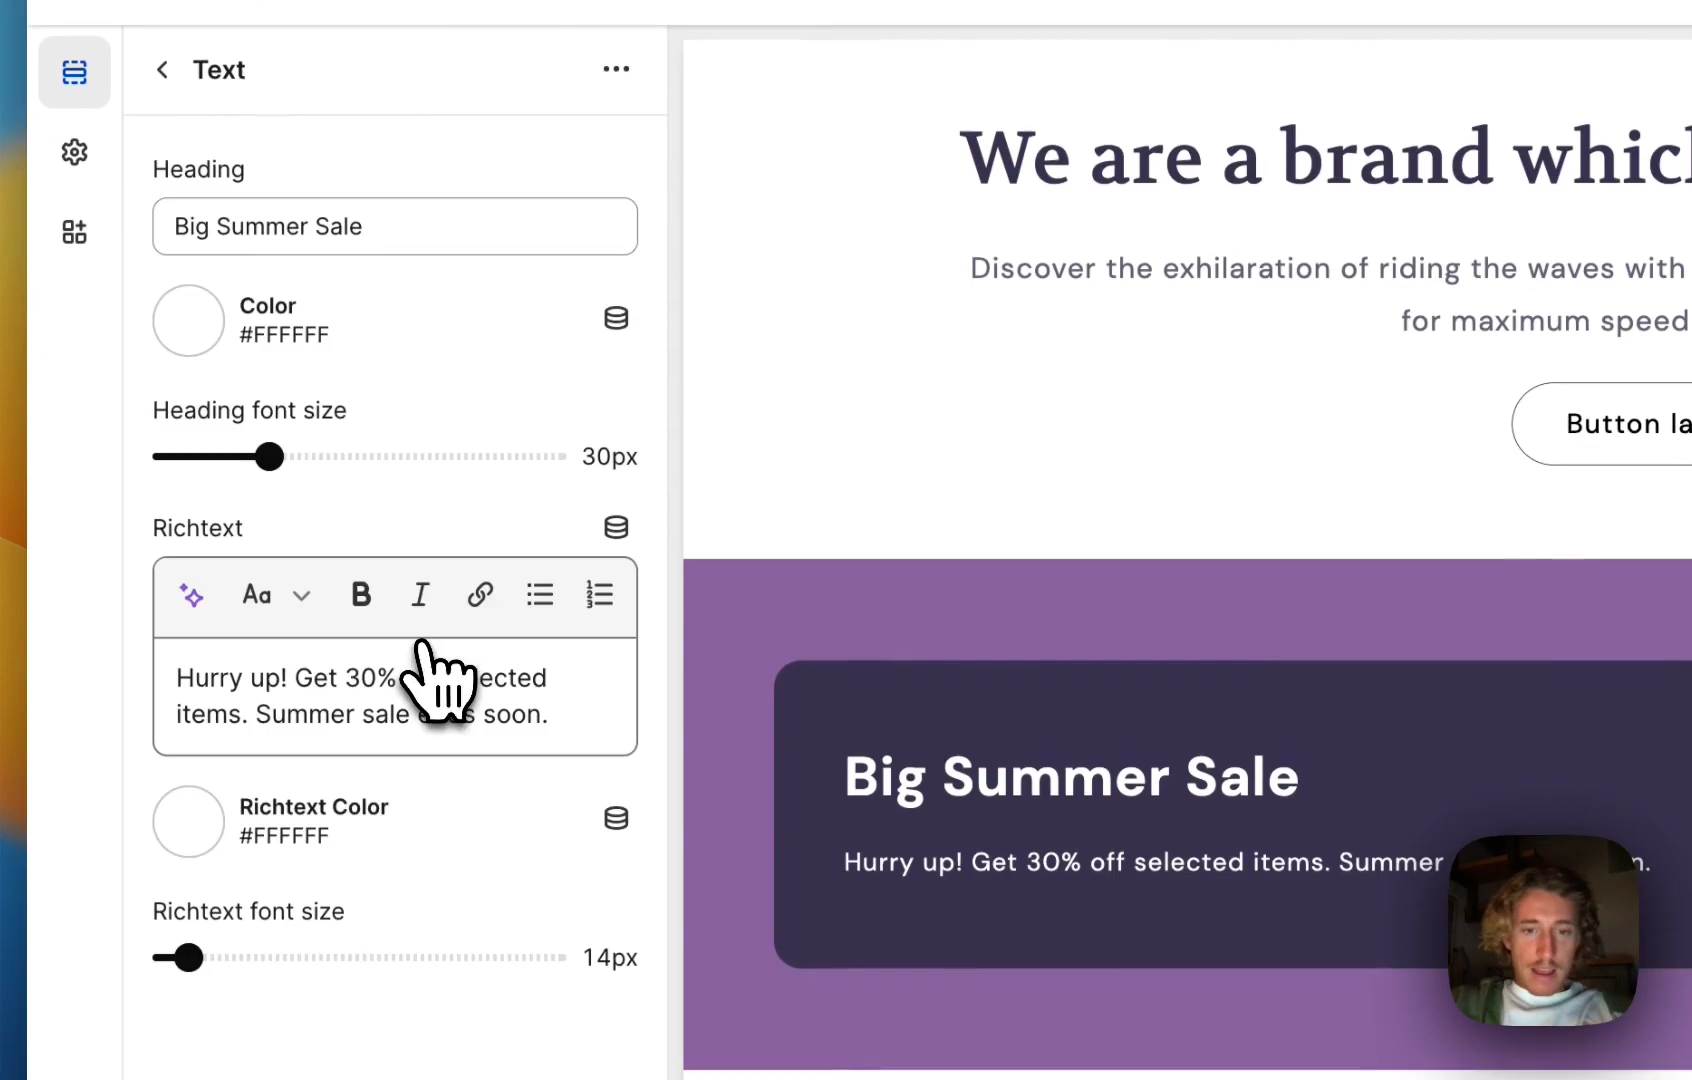 Text
Heading
Big Summer Sale
Color
#FFFFFF
Heading font size
30px
Richtext
Aa
B
I
Hurry up! Get 30% ected
items. Summer sale s soon.
Richtext Color
#FFFFFF
Richtext font size
14px
We are a brand which
Discover the exhilaration of riding the waves with
for maximum speed
Button la
Big Summer Sale
Hurry up! Get 30% off selected items. Summer n.